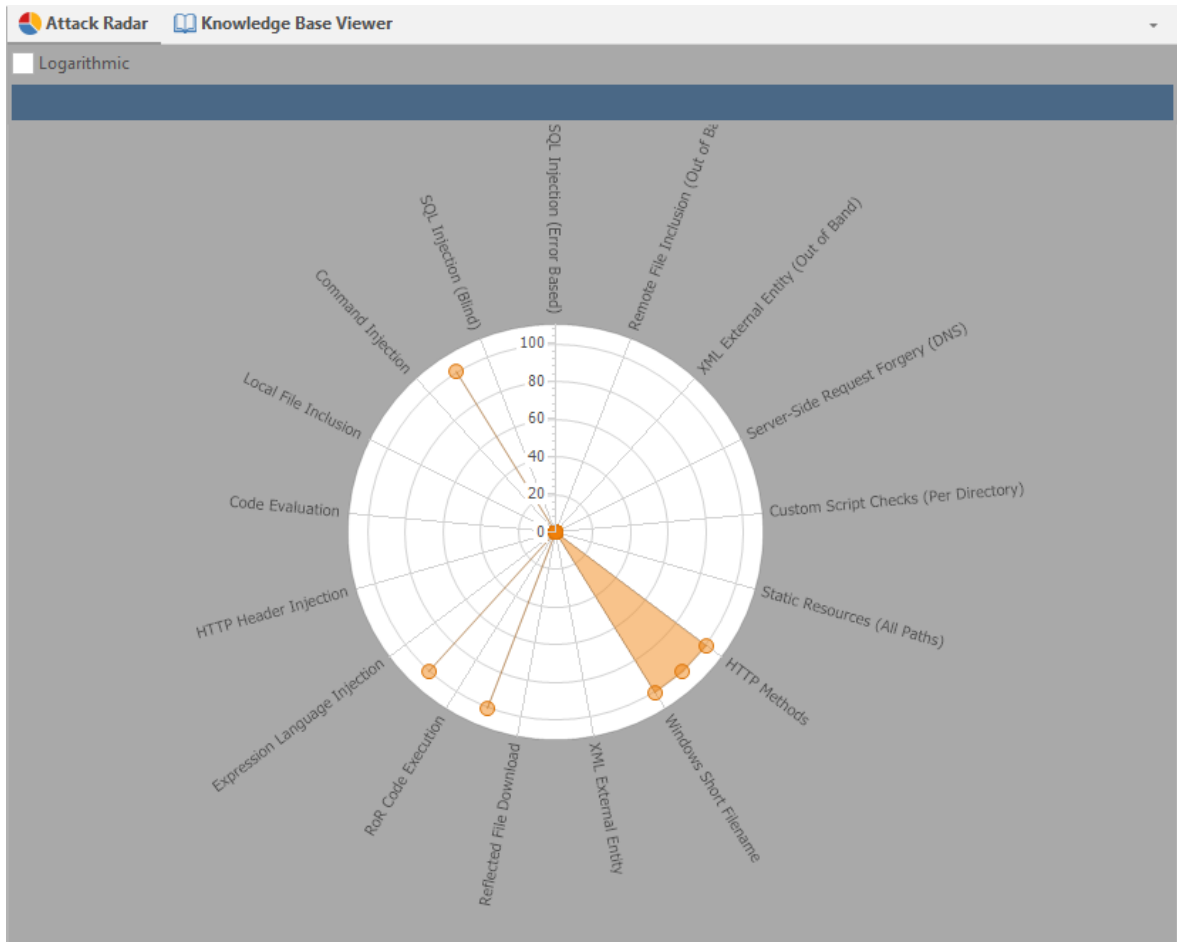 Attack Radar
Knowledge Base Viewer
Logarithmic
SQL Injection (Error Based)
Remote File Inclusion (Out of
XML External Entity (Out of Band)
Server-Side Request Forgery (DNS)
Custom Script Checks (Per Directory)
Static Resources (All Paths)
HTTP Methods
Windows Short Filename
XML External Entity
Reflected File Download
RoR Code Execution
Expression Language Injection
HTTP Header Injection
Code Evaluation
Local File Inclusion
Command Injection
SQL Injection (Blind)
100
80
60
40
20
0